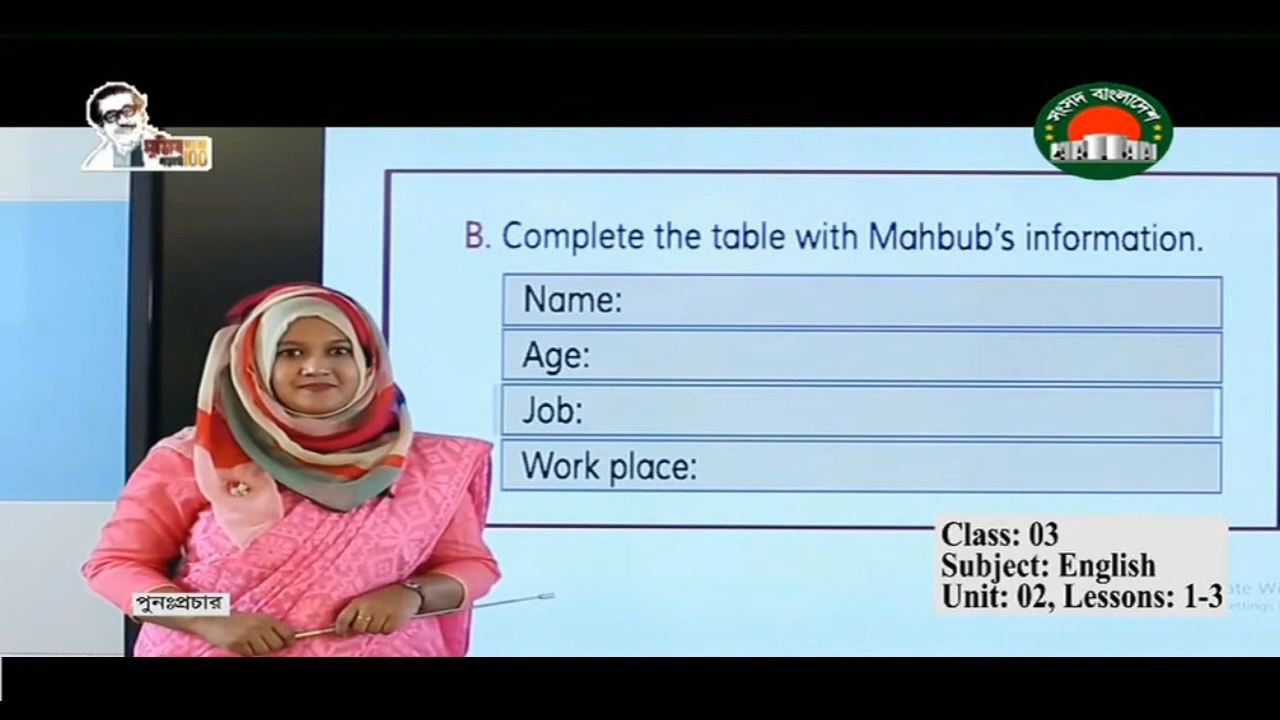 সংসদ বাংলাদেশ
100
B. Complete the table with Mahbub's information.
Name:
Age:
Job:
Work place:
Class: 03
Subject: English
Unit: 02, Lessons: 1-3
পুনঃপ্রচার